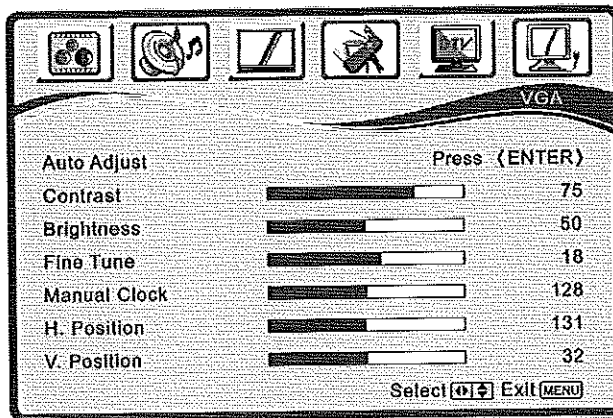 DTV
VGA
Auto Adjust Press 〈ENTER〉
Contrast 75
Brightness 50
Fine Tune 18
Manual Clock 128
H. Position 131
V. Position 32
Select Exit MENU